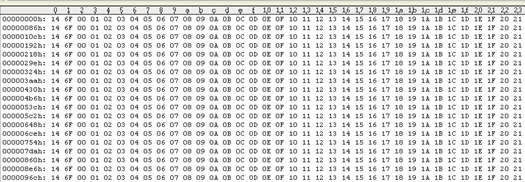 0 1 2 3 4 5 6 7 8 9 a b c d e f 10 11 12 13 14 15 16 17 18 19 1a 1b 1c 1d 1e 1f 20 21 22 23
00000000h: 14 6F 00 01 02 03 04 05 06 07 08 09 0A 0B 0C 0D 0E 0F 10 11 12 13 14 15 16 17 18 19 1A 1B 1C 1D 1E 1F 20 21
00000086h: 14 6F 00 01 02 03 04 05 06 07 08 09 0A 0B 0C 0D 0E 0F 10 11 12 13 14 15 16 17 18 19 1A 1B 1C 1D 1E 1F 20 21
0000010ch: 14 6F 00 01 02 03 04 05 06 07 08 09 0A 0B 0C 0D 0E 0F 10 11 12 13 14 15 16 17 18 19 1A 1B 1C 1D 1E 1F 20 21
00000192h: 14 6F 00 01 02 03 04 05 06 07 08 09 0A 0B 0C 0D 0E 0F 10 11 12 13 14 15 16 17 18 19 1A 1B 1C 1D 1E 1F 20 21
00000218h: 14 6F 00 01 02 03 04 05 06 07 08 09 0A 0B 0C 0D 0E 0F 10 11 12 13 14 15 16 17 18 19 1A 1B 1C 1D 1E 1F 20 21
0000029eh: 14 6F 00 01 02 03 04 05 06 07 08 09 0A 0B 0C 0D 0E 0F 10 11 12 13 14 15 16 17 18 19 1A 1B 1C 1D 1E 1F 20 21
00000324h: 14 6F 00 01 02 03 04 05 06 07 08 09 0A 0B 0C 0D 0E 0F 10 11 12 13 14 15 16 17 18 19 1A 1B 1C 1D 1E 1F 20 21
000003aah: 14 6F 00 01 02 03 04 05 06 07 08 09 0A 0B 0C 0D 0E 0F 10 11 12 13 14 15 16 17 18 19 1A 1B 1C 1D 1E 1F 20 21
00000430h: 14 6F 00 01 02 03 04 05 06 07 08 09 0A 0B 0C 0D 0E 0F 10 11 12 13 14 15 16 17 18 19 1A 1B 1C 1D 1E 1F 20 21
000004b6h: 14 6F 00 01 02 03 04 05 06 07 08 09 0A 0B 0C 0D 0E 0F 10 11 12 13 14 15 16 17 18 19 1A 1B 1C 1D 1E 1F 20 21
0000053ch: 14 6F 00 01 02 03 04 05 06 07 08 09 0A 0B 0C 0D 0E 0F 10 11 12 13 14 15 16 17 18 19 1A 1B 1C 1D 1E 1F 20 21
000005c2h: 14 6F 00 01 02 03 04 05 06 07 08 09 0A 0B 0C 0D 0E 0F 10 11 12 13 14 15 16 17 18 19 1A 1B 1C 1D 1E 1F 20 21
00000648h: 14 6F 00 01 02 03 04 05 06 07 08 09 0A 0B 0C 0D 0E 0F 10 11 12 13 14 15 16 17 18 19 1A 1B 1C 1D 1E 1F 20 21
000006ceh: 14 6F 00 01 02 03 04 05 06 07 08 09 0A 0B 0C 0D 0E 0F 10 11 12 13 14 15 16 17 18 19 1A 1B 1C 1D 1E 1F 20 21
00000754h: 14 6F 00 01 02 03 04 05 06 07 08 09 0A 0B 0C 0D 0E 0F 10 11 12 13 14 15 16 17 18 19 1A 1B 1C 1D 1E 1F 20 21
000007dah: 14 6F 00 01 02 03 04 05 06 07 08 09 0A 0B 0C 0D 0E 0F 10 11 12 13 14 15 16 17 18 19 1A 1B 1C 1D 1E 1F 20 21
00000860h: 14 6F 00 01 02 03 04 05 06 07 08 09 0A 0B 0C 0D 0E 0F 10 11 12 13 14 15 16 17 18 19 1A 1B 1C 1D 1E 1F 20 21
000008e6h: 14 6F 00 01 02 03 04 05 06 07 08 09 0A 0B 0C 0D 0E 0F 10 11 12 13 14 15 16 17 18 19 1A 1B 1C 1D 1E 1F 20 21
0000096ch: 14 6F 00 01 02 03 04 05 06 07 08 09 0A 0B 0C 0D 0E 0F 10 11 12 13 14 15 16 17 18 19 1A 1B 1C 1D 1E 1F 20 21